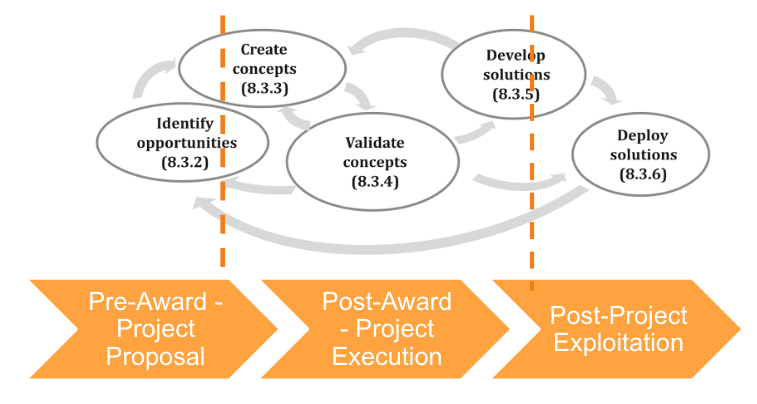 Create
concepts
(8.3.3)
Develop
solutions
(8.3.5)
Identify
opportunities
(8.3.2)
Validate
concepts
(8.3.4)
Deploy
solutions
(8.3.6)
Pre-Award -
Project
Proposal
Post-Award
- Project
Execution
Post-Project
Exploitation